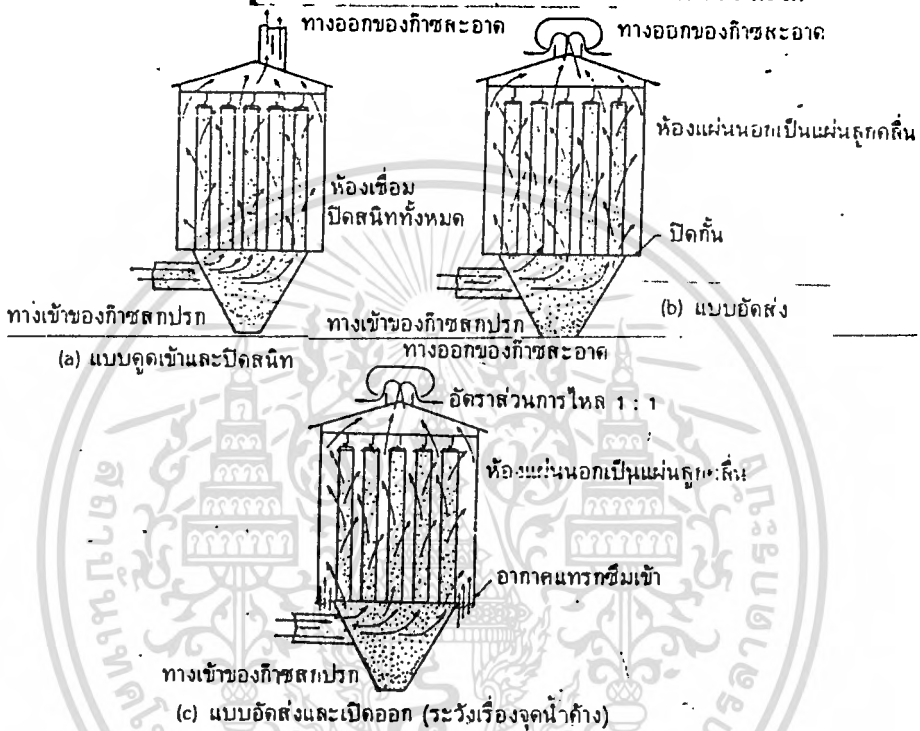 ทางออกของก๊าซสะอาด
ทางออกของก๊าซสะอาด
ห้องแผ่นนอกเป็นแผ่นลูกคลื่น
ห้องเชื่อม
ปิดสนิททั้งหมด
ปิดกั้น
ทางเข้าของก๊าซสกปรก
ทางเข้าของก๊าซสกปรก
(b) แบบอัดส่ง
(a) แบบดูดเข้าและปิดสนิท
ทางออกของก๊าซสะอาด
อัตราส่วนการไหล 1 : 1
ห้องแผ่นนอกเป็นแผ่นลูกคลื่น
อากาศแทรกซึมเข้า
ทางเข้าของก๊าซสกปรก
(c) แบบอัดส่งและเปิดออก (ระวังเรื่องจุดน้ำค้าง)